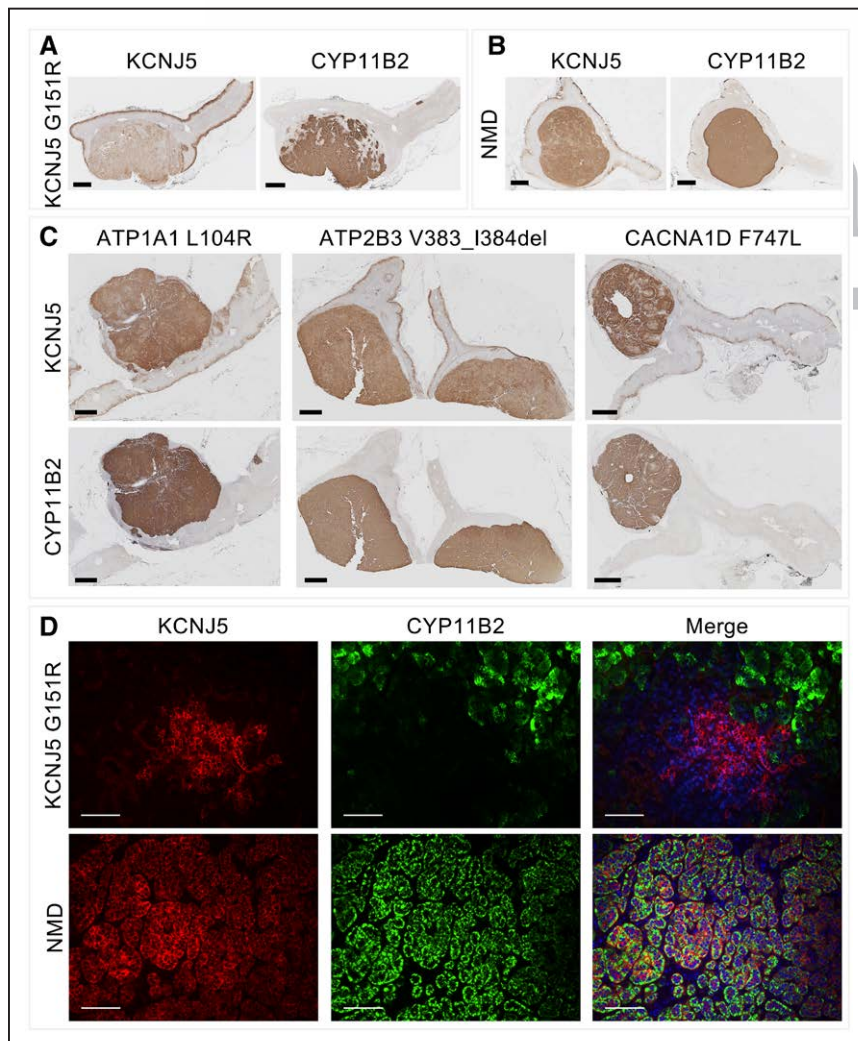 A
KCNJ5 CYP11B2
KCNJ5 G151R
B
KCNJ5 CYP11B2
NMD
C
ATP1A1 L104R ATP2B3 V383_I384del CACNA1D F747L
KCNJ5
CYP11B2
D
KCNJ5 CYP11B2 Merge
KCNJ5 G151R
NMD